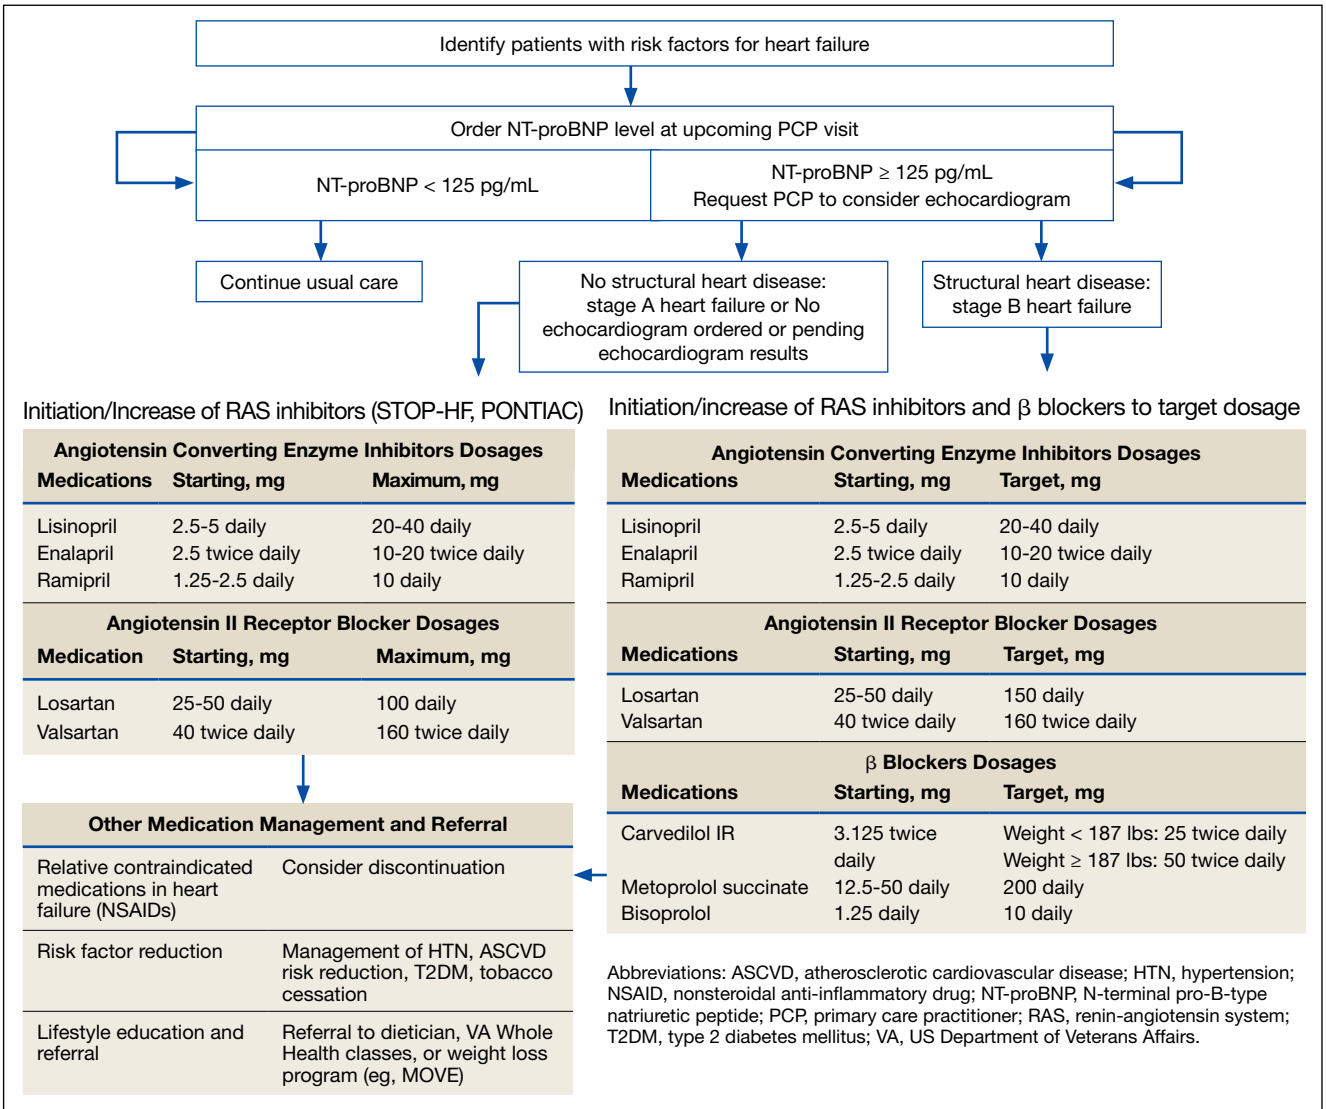 Identify patients with risk factors for heart failure
Order NT-proBNP level at upcoming PCP visit
NT-proBNP < 125 pg/mL
NT-proBNP ≥ 125 pg/mL
Request PCP to consider echocardiogram
Continue usual care
No structural heart disease:
stage A heart failure or No
echocardiogram ordered or pending
echocardiogram results
Structural heart disease:
stage B heart failure
Initiation/Increase of RAS inhibitors (STOP-HF, PONTIAC)
Angiotensin Converting Enzyme Inhibitors Dosages
Medications Starting, mg Maximum, mg
Lisinopril 2.5-5 daily 20-40 daily
Enalapril 2.5 twice daily 10-20 twice daily
Ramipril 1.25-2.5 daily 10 daily
Angiotensin II Receptor Blocker Dosages
Medication Starting, mg Maximum, mg
Losartan 25-50 daily 100 daily
Valsartan 40 twice daily 160 twice daily
Initiation/increase of RAS inhibitors and β blockers to target dosage
Angiotensin Converting Enzyme Inhibitors Dosages
Medications Starting, mg Target, mg
Lisinopril 2.5-5 daily 20-40 daily
Enalapril 2.5 twice daily 10-20 twice daily
Ramipril 1.25-2.5 daily 10 daily
Angiotensin II Receptor Blocker Dosages
Medications Starting, mg Target, mg
Losartan 25-50 daily 150 daily
Valsartan 40 twice daily 160 twice daily
β Blockers Dosages
Medications Starting, mg Target, mg
Carvedilol IR 3.125 twice Weight < 187 lbs: 25 twice daily
daily Weight ≥ 187 lbs: 50 twice daily
Metoprolol succinate 12.5-50 daily 200 daily
Bisoprolol 1.25 daily 10 daily
Other Medication Management and Referral
Relative contraindicated Consider discontinuation
medications in heart
failure (NSAIDs)
Risk factor reduction Management of HTN, ASCVD
risk reduction, T2DM, tobacco
cessation
Lifestyle education and Referral to dietician, VA Whole
referral Health classes, or weight loss
program (eg, MOVE)
Abbreviations: ASCVD, atherosclerotic cardiovascular disease; HTN, hypertension;
NSAID, nonsteroidal anti-inflammatory drug; NT-proBNP, N-terminal pro-B-type
natriuretic peptide; PCP, primary care practitioner; RAS, renin-angiotensin system;
T2DM, type 2 diabetes mellitus; VA, US Department of Veterans Affairs.